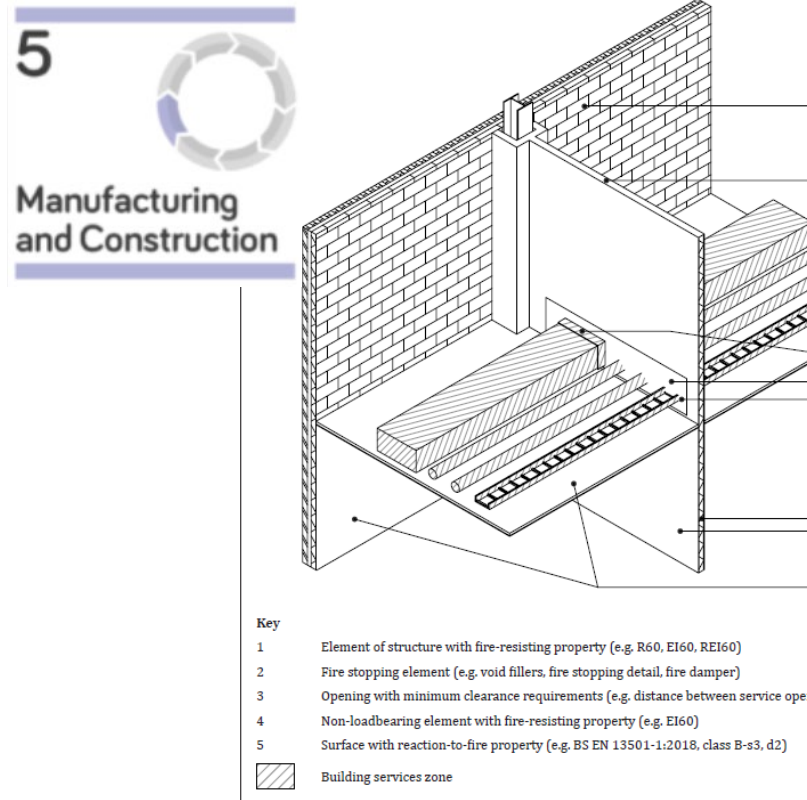 5
Manufacturing
and Construction
Key
1 Element of structure with fire-resisting property (e.g. R60, EI60, REI60)
2 Fire stopping element (e.g. void fillers, fire stopping detail, fire damper)
3 Opening with minimum clearance requirements (e.g. distance between service ope
4 Non-loadbearing element with fire-resisting property (e.g. EI60)
5 Surface with reaction-to-fire property (e.g. BS EN 13501-1:2018, class B-s3, d2)
Building services zone